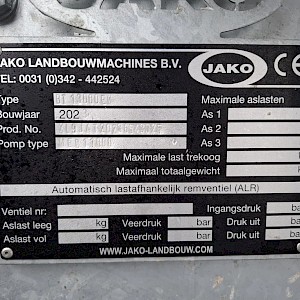 JAKO
JAKO LANDBOUWMACHINES B.V.
TEL: 0031 (0)342 - 442524
JAKO CE
Type Maximale aslasten
Bouwjaar 202 As 1
Prod. No. As 2
Pomp type As 3
Maximale last trekoog
Maximaal totaalgewicht
Automatisch lastafhankelijk remventiel (ALR)
Ventiel nr: Ingangsdruk bar
Aslast leeg kg Veerdruk bar Druk uit bar
Aslast vol kg Veerdruk bar Druk uit bar
WWW.JAKO-LANDBOUW.COM